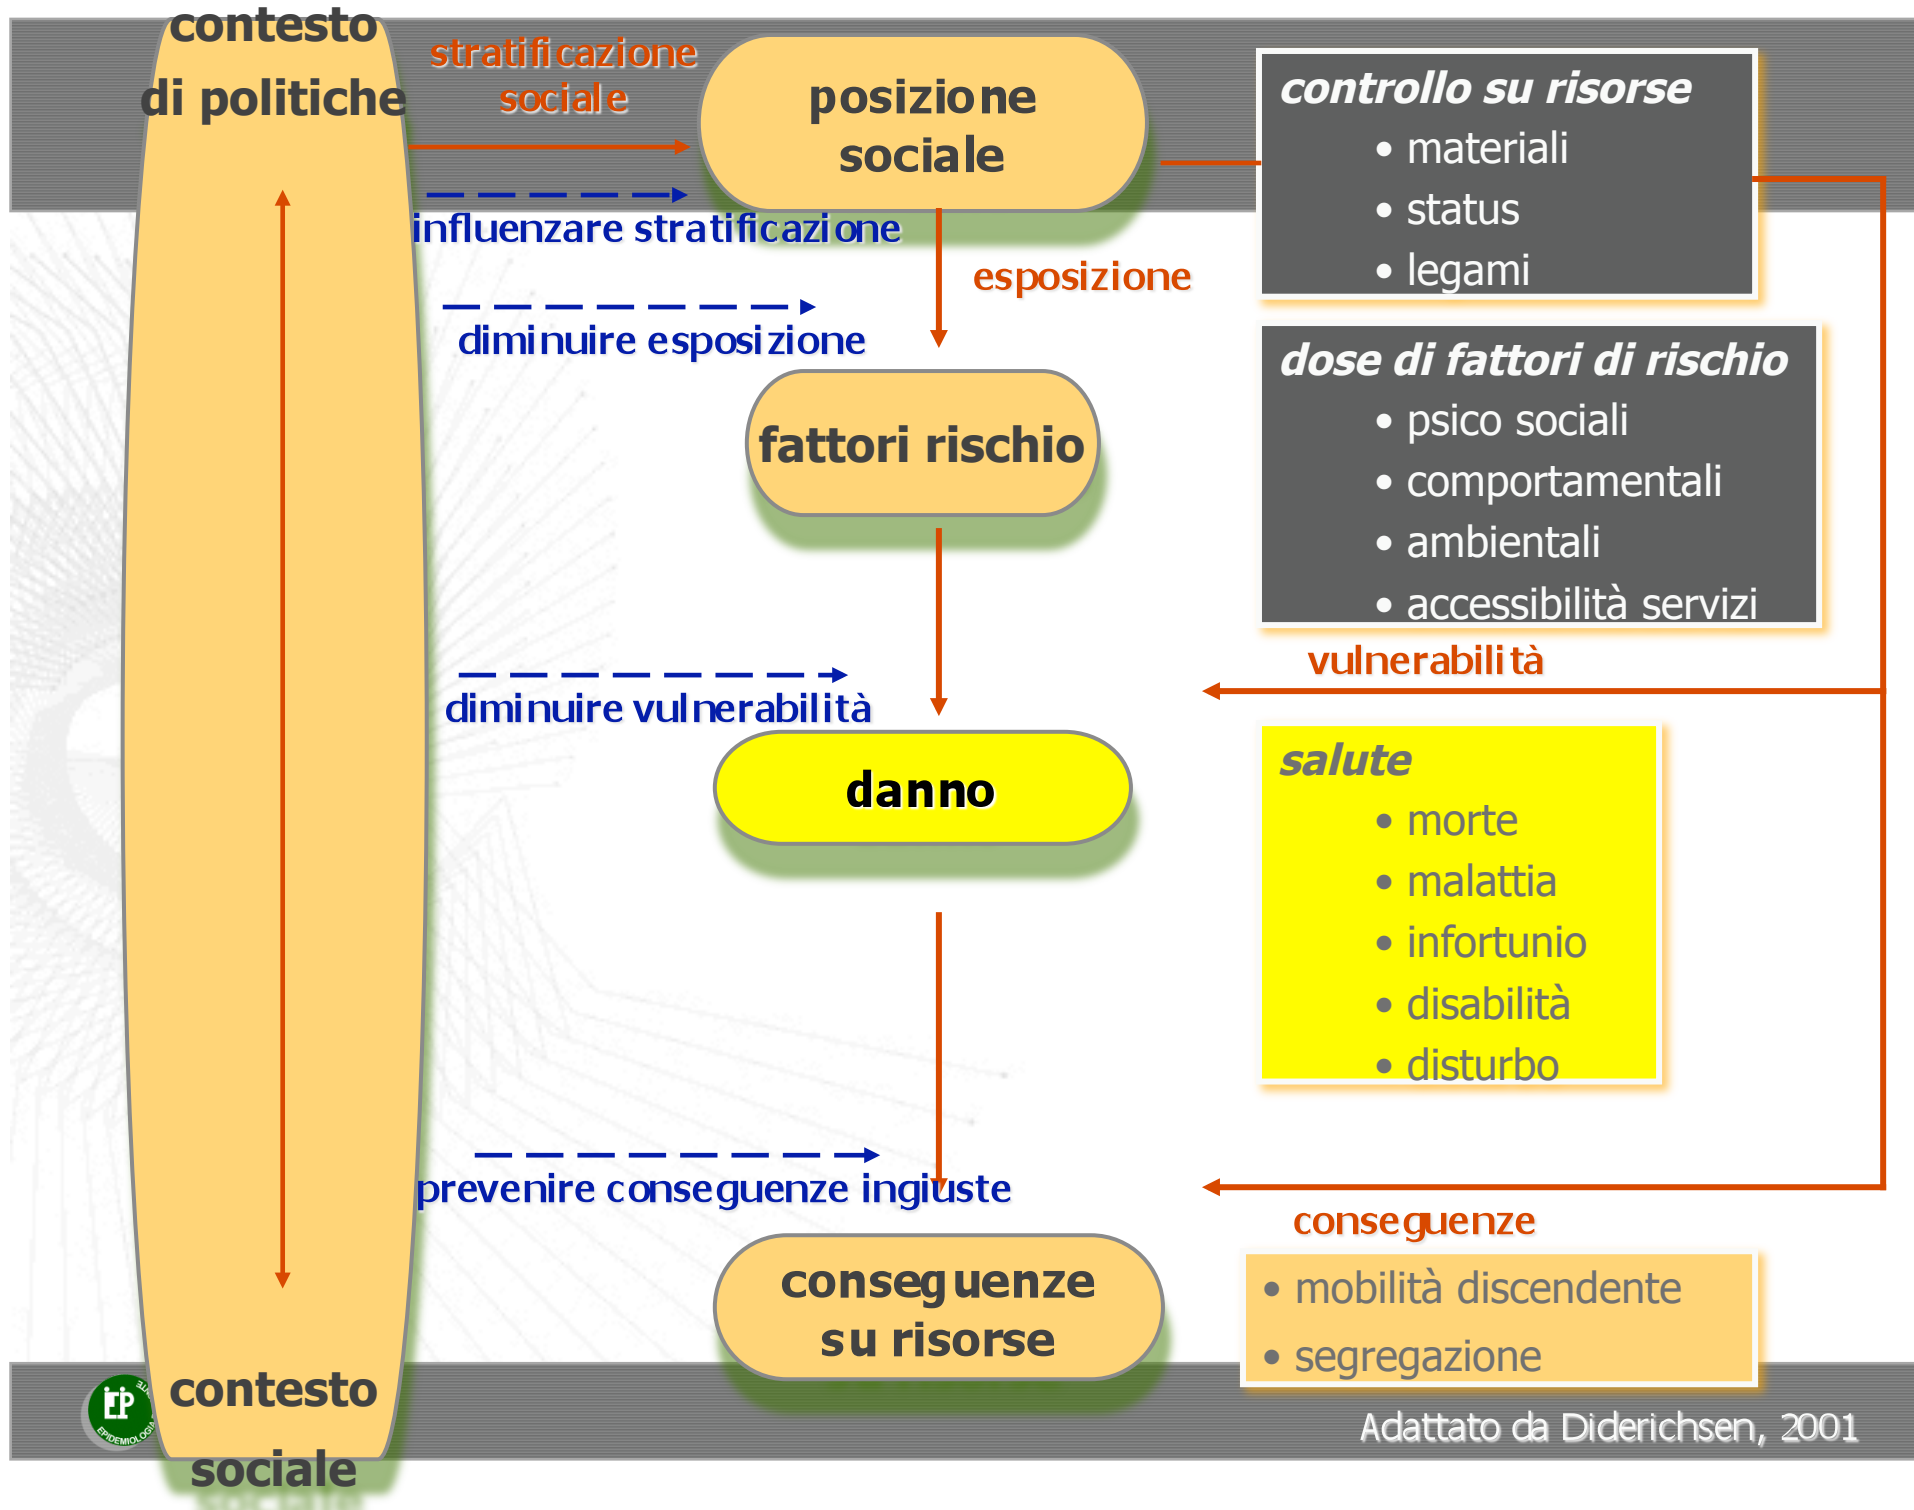 contesto
di politiche
stratificazione
sociale
posizione
sociale
controllo su risorse
• materiali
• status
• legami
influenzare stratificazione
esposizione
diminuire esposizione
dose di fattori di rischio
• psico sociali
• comportamentali
• ambientali
• accessibilità servizi
fattori rischio
vulnerabilità
diminuire vulnerabilità
danno
salute
• morte
• malattia
• infortunio
• disabilità
• disturbo
prevenire conseguenze ingiuste
conseguenze
conseguenze
su risorse
• mobilità discendente
• segregazione
contesto
sociale
EPIDEMIOLOGIA
Adattato da Diderichsen, 2001